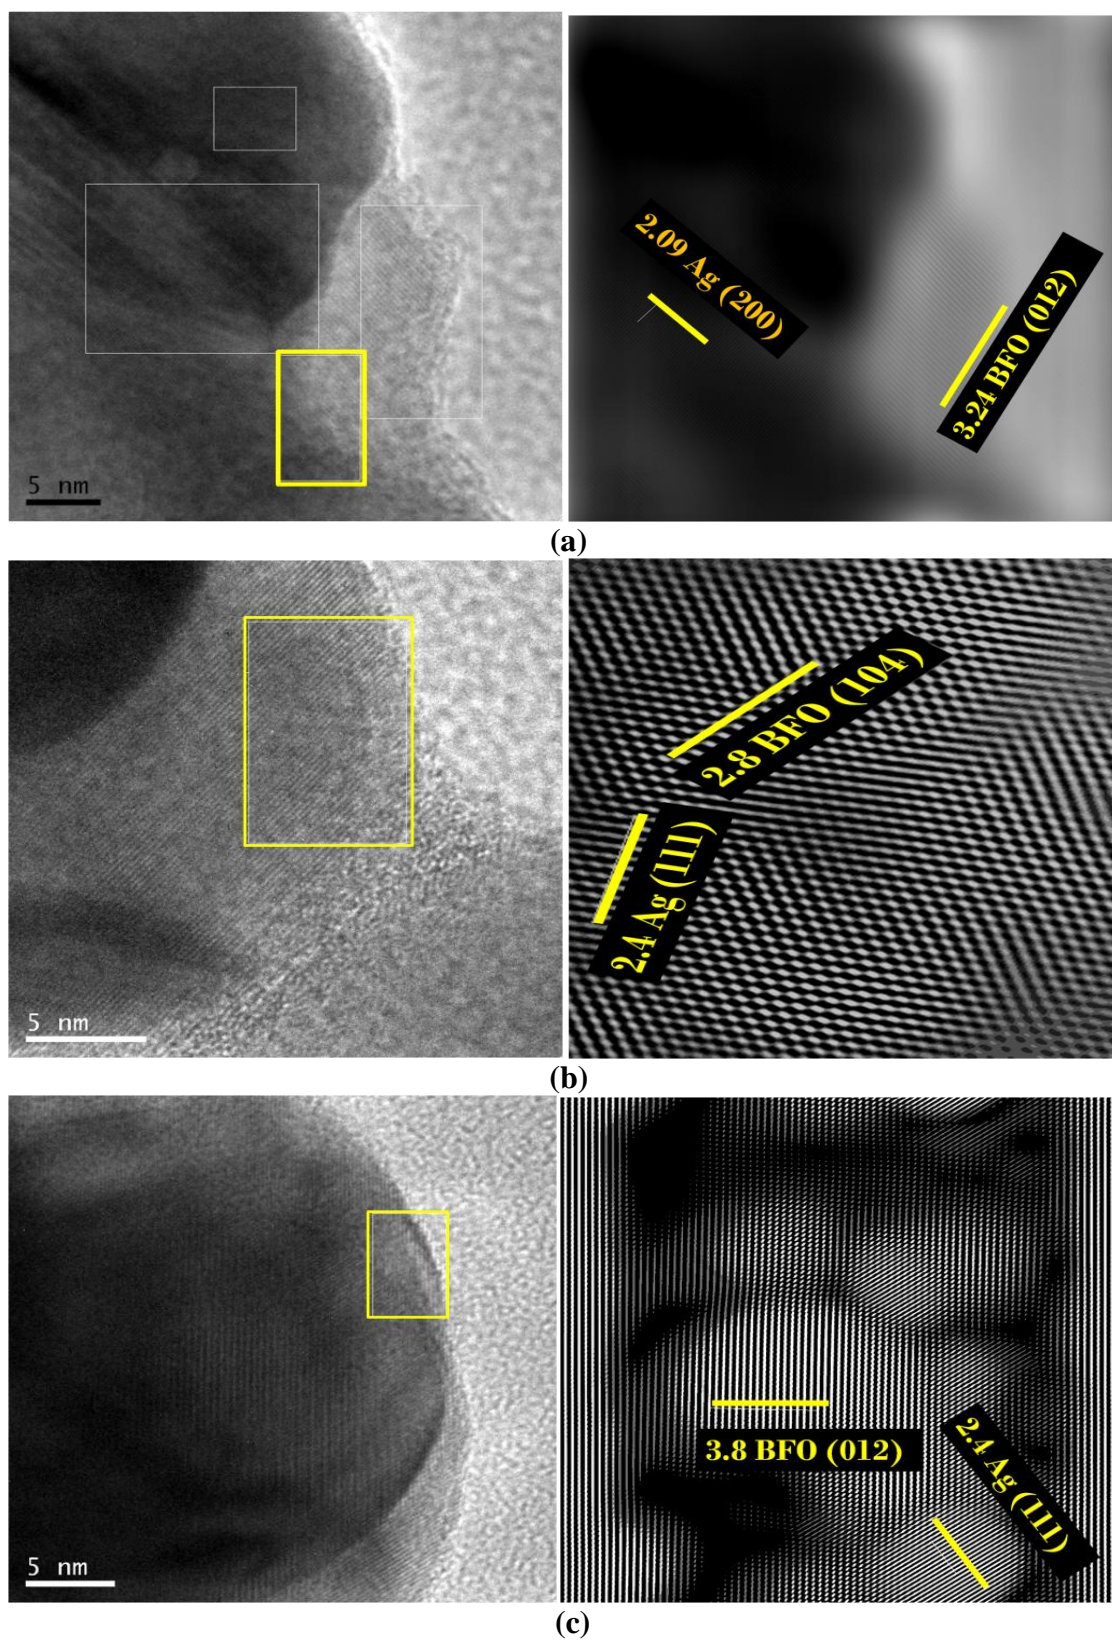 5 nm
2.09 Ag (200)
3.24 BFO (012)
(a)
5 nm
2.8 BFO (104)
2.4 Ag (111)
(b)
5 nm
3.8 BFO (012)
2.4 Ag (111)
(c)